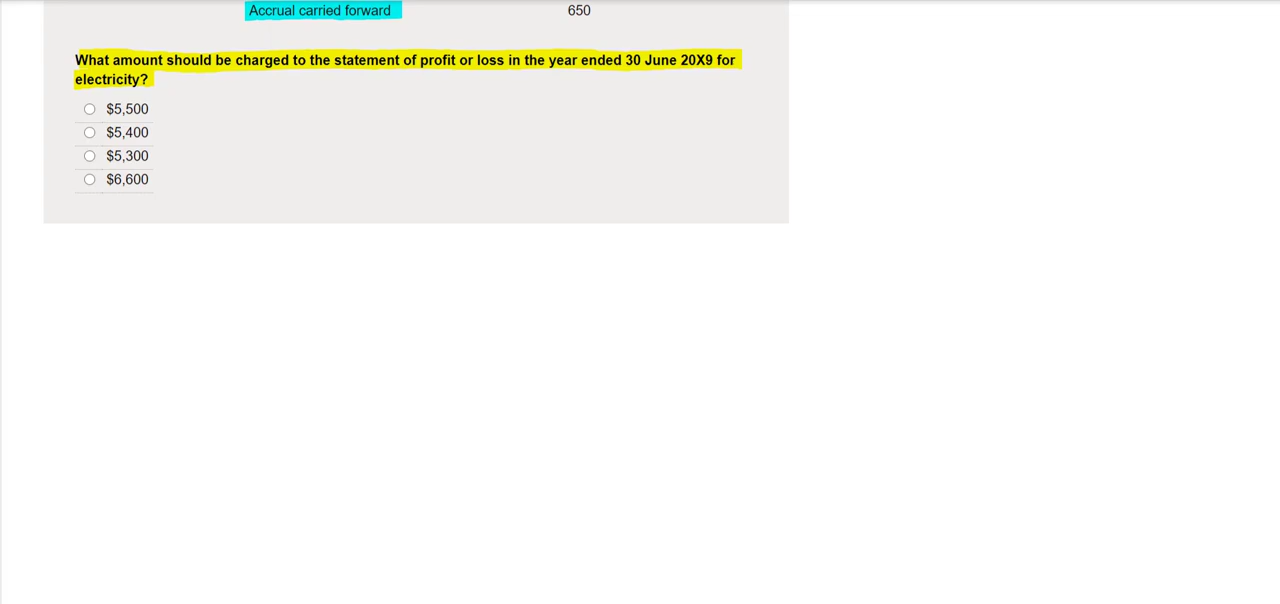 Accrual carried forward 650
What amount should be charged to the statement of profit or loss in the year ended 30 June 20X9 for
electricity?
$5,500
$5,400
$5,300
$6,600